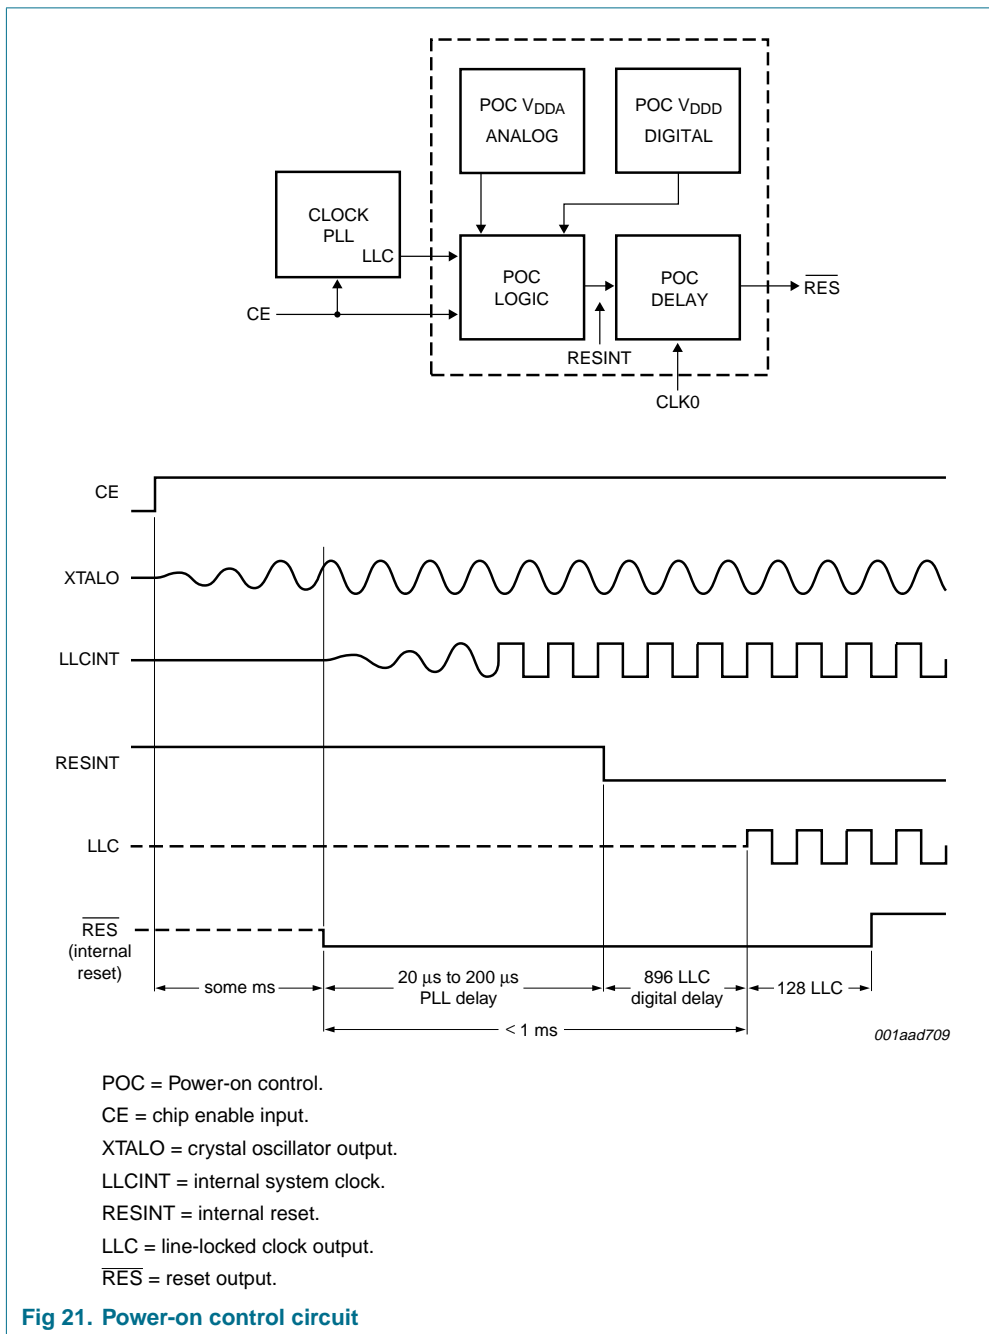 POC VDDA
ANALOG
POC VDDD
DIGITAL
CLOCK
PLL
LLC
POC
LOGIC
POC
DELAY
RES
CE
RESINT
CLK0
CE
XTALO
LLCINT
RESINT
LLC
RES
(internal
reset)
some ms
20 μs to 200 μs
PLL delay
896 LLC
digital delay
128 LLC
< 1 ms
001aad709
POC = Power-on control.
CE = chip enable input.
XTALO = crystal oscillator output.
LLCINT = internal system clock.
RESINT = internal reset.
LLC = line-locked clock output.
RES = reset output.
Fig 21. Power-on control circuit